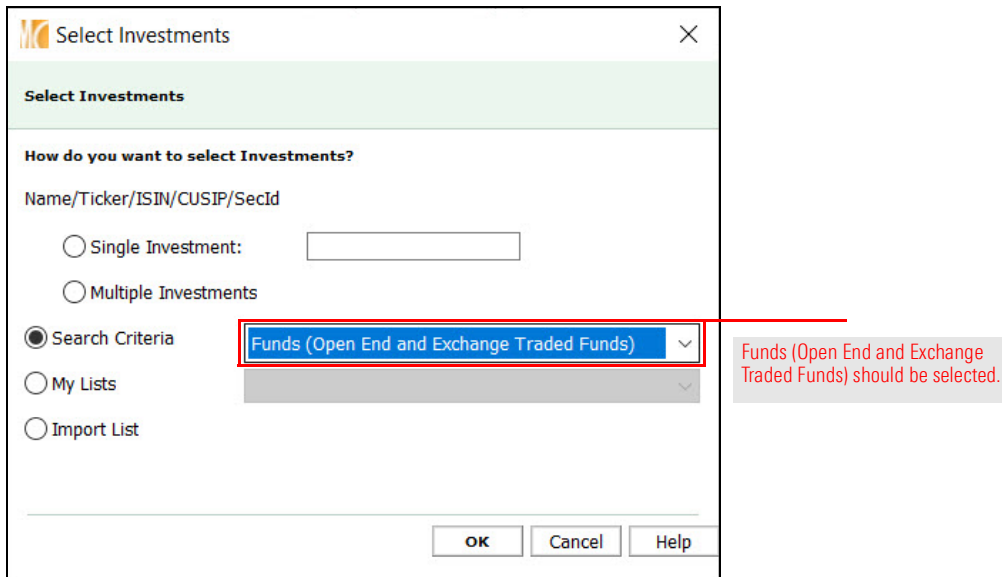 Select Investments
Select Investments
How do you want to select Investments?
Name/Ticker/ISIN/CUSIP/SecId
Single Investment:
Multiple Investments
Search Criteria
Funds (Open End and Exchange Traded Funds)
Funds (Open End and Exchange
Traded Funds) should be selected.
My Lists
Import List
OK Cancel Help